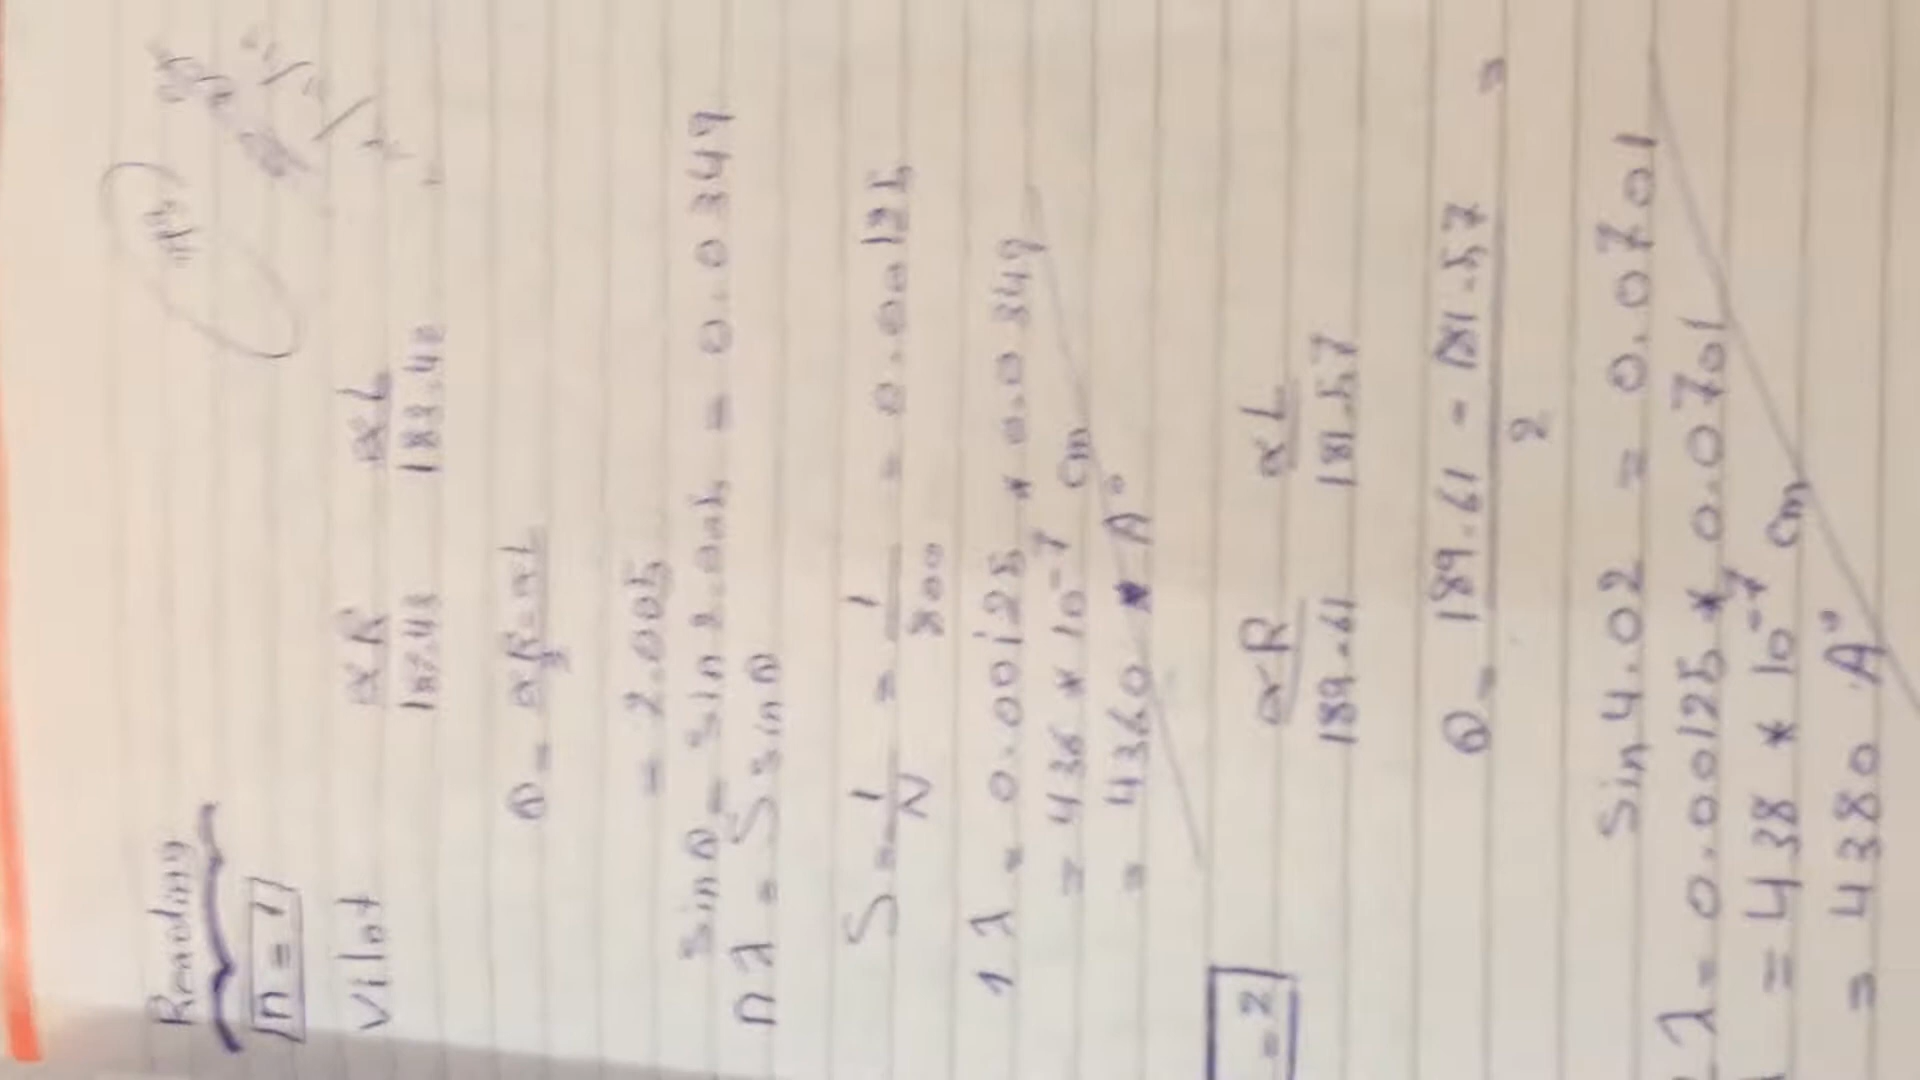 Reading
n = 1
Vilot αR αL
187.43 183.42
θ = αR - αL / 2
= 2.005
sin θ = sin 2.005 = 0.0349
nλ = S sin θ
S = 1/N = 1/800 = 0.00125
1 λ = 0.00125 * 0.0349
= 436 * 10⁻⁷ cm
= 4360 * A°
= 2
αR αL
189.61 181.57
θ = 189.61 - 181.57 / 2 =
Sin 4.02 = 0.0701
2 λ = 0.00125 * 0.0701
= 438 * 10⁻⁷ cm
= 4380 A°